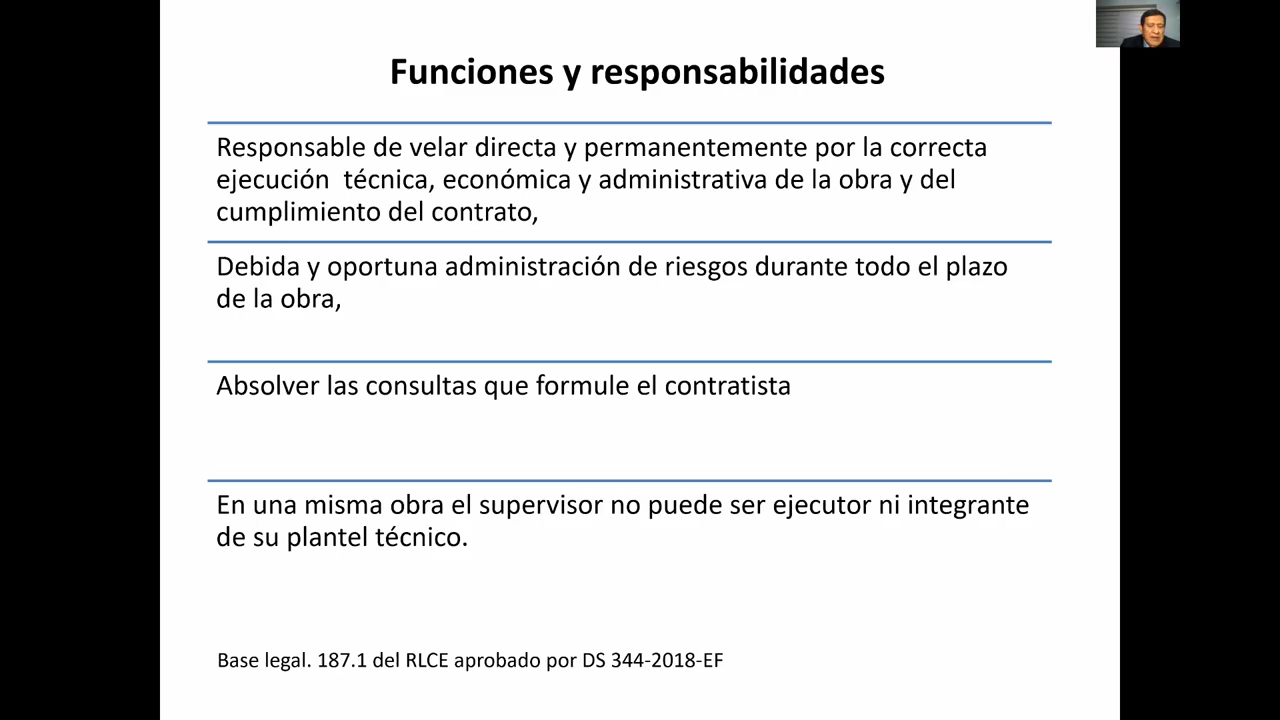 Funciones y responsabilidades
Responsable de velar directa y permanentemente por la correcta
ejecución  técnica, económica y administrativa de la obra y del
cumplimiento del contrato,
Debida y oportuna administración de riesgos durante todo el plazo
de la obra,
Absolver las consultas que formule el contratista
En una misma obra el supervisor no puede ser ejecutor ni integrante
de su plantel técnico.
Base legal. 187.1 del RLCE aprobado por DS 344-2018-EF